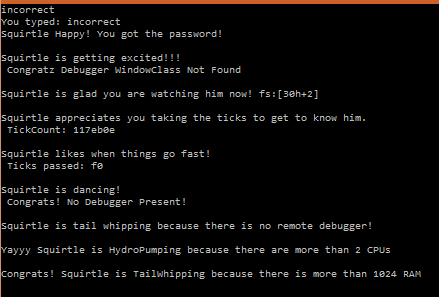 incorrect
You typed: incorrect
Squirtle Happy! You got the password!
Squirtle is getting excited!!!
Congratz Debugger WindowClass Not Found
Squirtle is glad you are watching him now! fs:[30h+2]
Squirtle appreciates you taking the ticks to get to know him.
TickCount: 117eb0e
Squirtle likes when things go fast!
Ticks passed: f0
Squirtle is dancing!
Congrats! No Debugger Present!
Squirtle is tail whipping because there is no remote debugger!
Yayyy Squirtle is HydroPumping because there are more than 2 CPUs
Congrats! Squirtle is TailWhipping because there is more than 1024 RAM